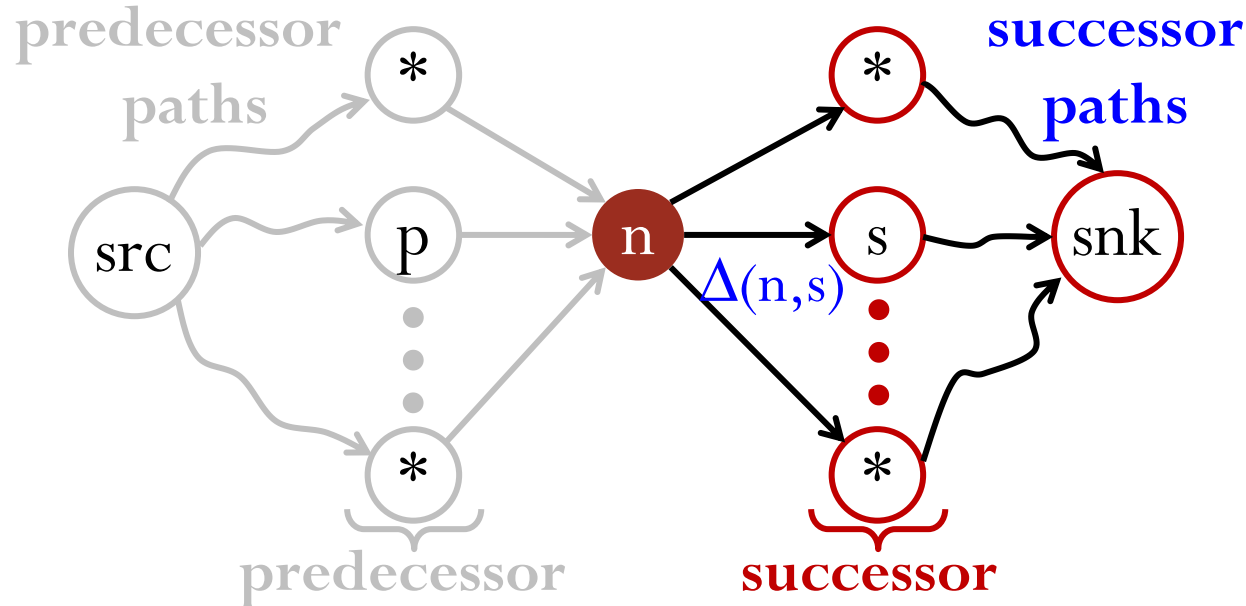 predecessor
paths
*
*
successor
paths
src
p
n
s
snk
Δ(n,s)
*
*
predecessor
successor